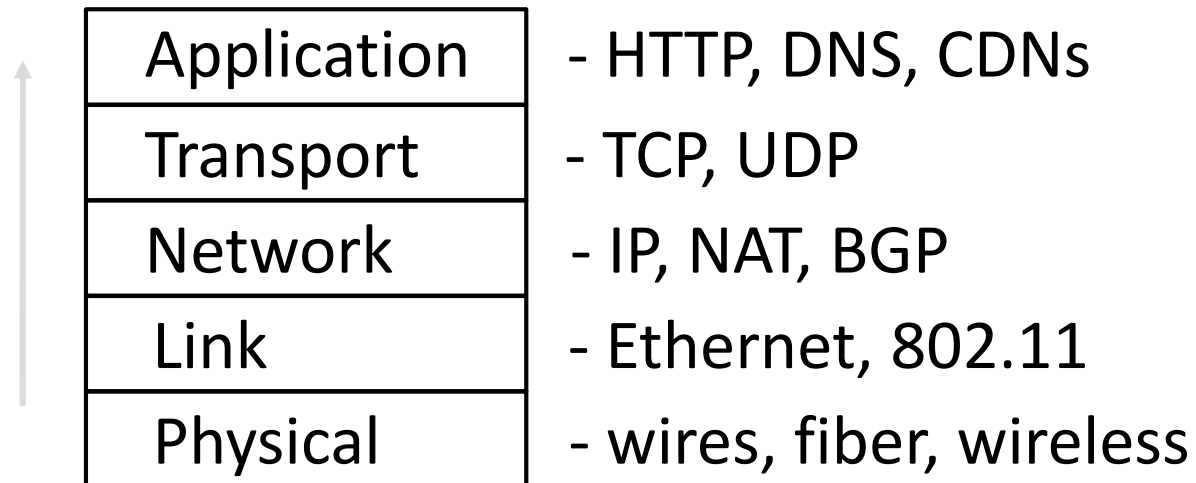 Application - HTTP, DNS, CDNs
Transport - TCP, UDP
Network - IP, NAT, BGP
Link - Ethernet, 802.11
Physical - wires, fiber, wireless